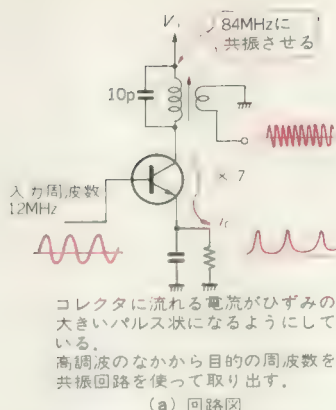 V
84MHzに
共振させる
10p
×7
入力周波数
12MHz
コレクタに流れる電流がひずみの
大きいパルス状になるようにして
いる.
高調波のなかから目的の周波数を
共振回路を使って取り出す.
(a) 回路図